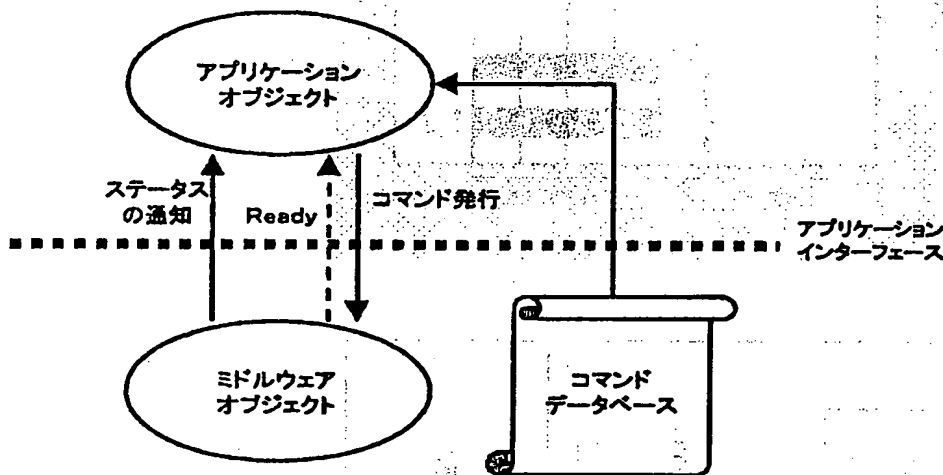 アプリケーション
オブジェクト
ステータス
の通知
Ready
コマンド発行
アプリケーション
インターフェース
ミドルウェア
オブジェクト
コマンド
データベース